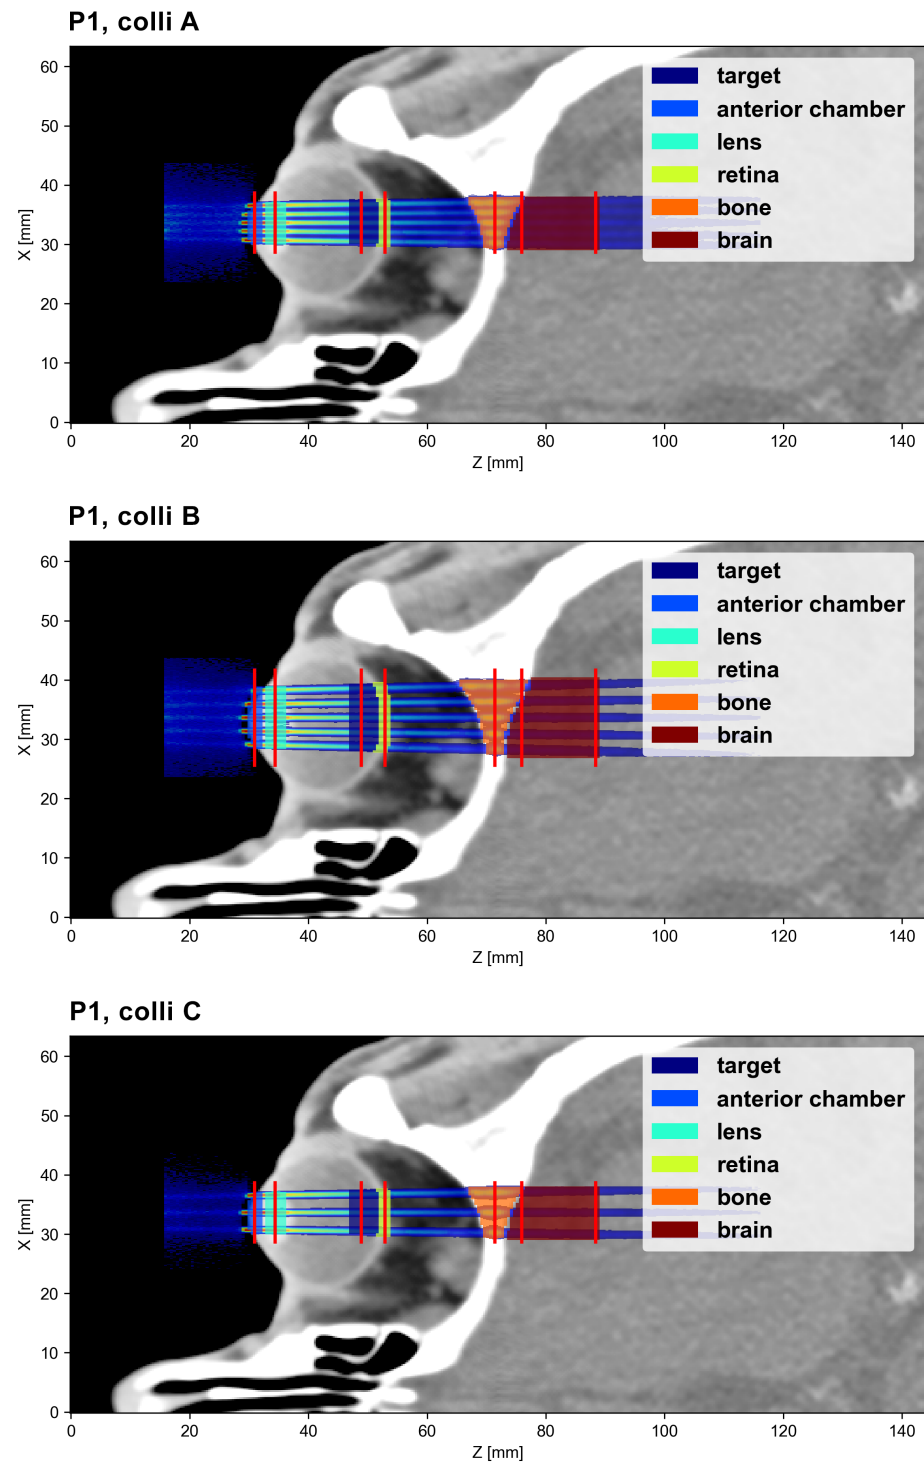 P1, colli A
60
50
40
30
20
10
0
X [mm]
target
anterior chamber
lens
retina
bone
brain
0 20 40 60 80 100 120 140
Z [mm]
P1, colli B
60
50
40
30
20
10
0
X [mm]
target
anterior chamber
lens
retina
bone
brain
0 20 40 60 80 100 120 140
Z [mm]
P1, colli C
60
50
40
30
20
10
0
X [mm]
target
anterior chamber
lens
retina
bone
brain
0 20 40 60 80 100 120 140
Z [mm]